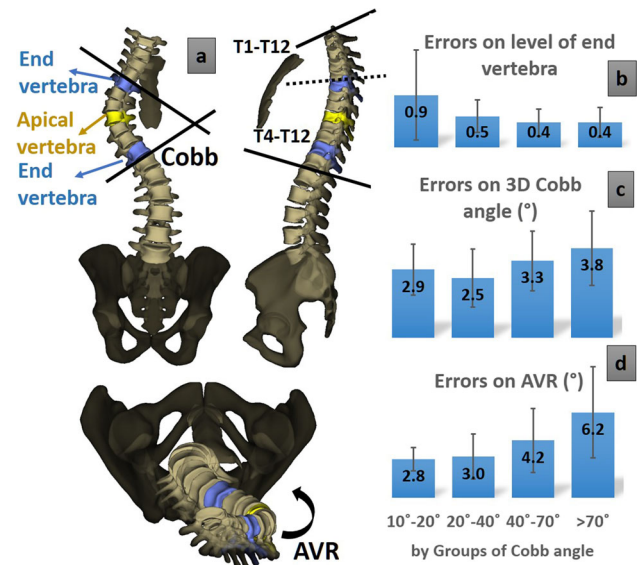 a
End
vertebra
Apical
vertebra
End
vertebra
Cobb
T1-T12
T4-T12
AVR
Errors on level of end
vertebra
b
0.9
0.5
0.4
0.4
Errors on 3D Cobb
angle (°)
c
2.9
2.5
3.3
3.8
d
Errors on AVR (°)
2.8
3.0
4.2
6.2
10°-20° 20°-40° 40°-70° >70°
by Groups of Cobb angle